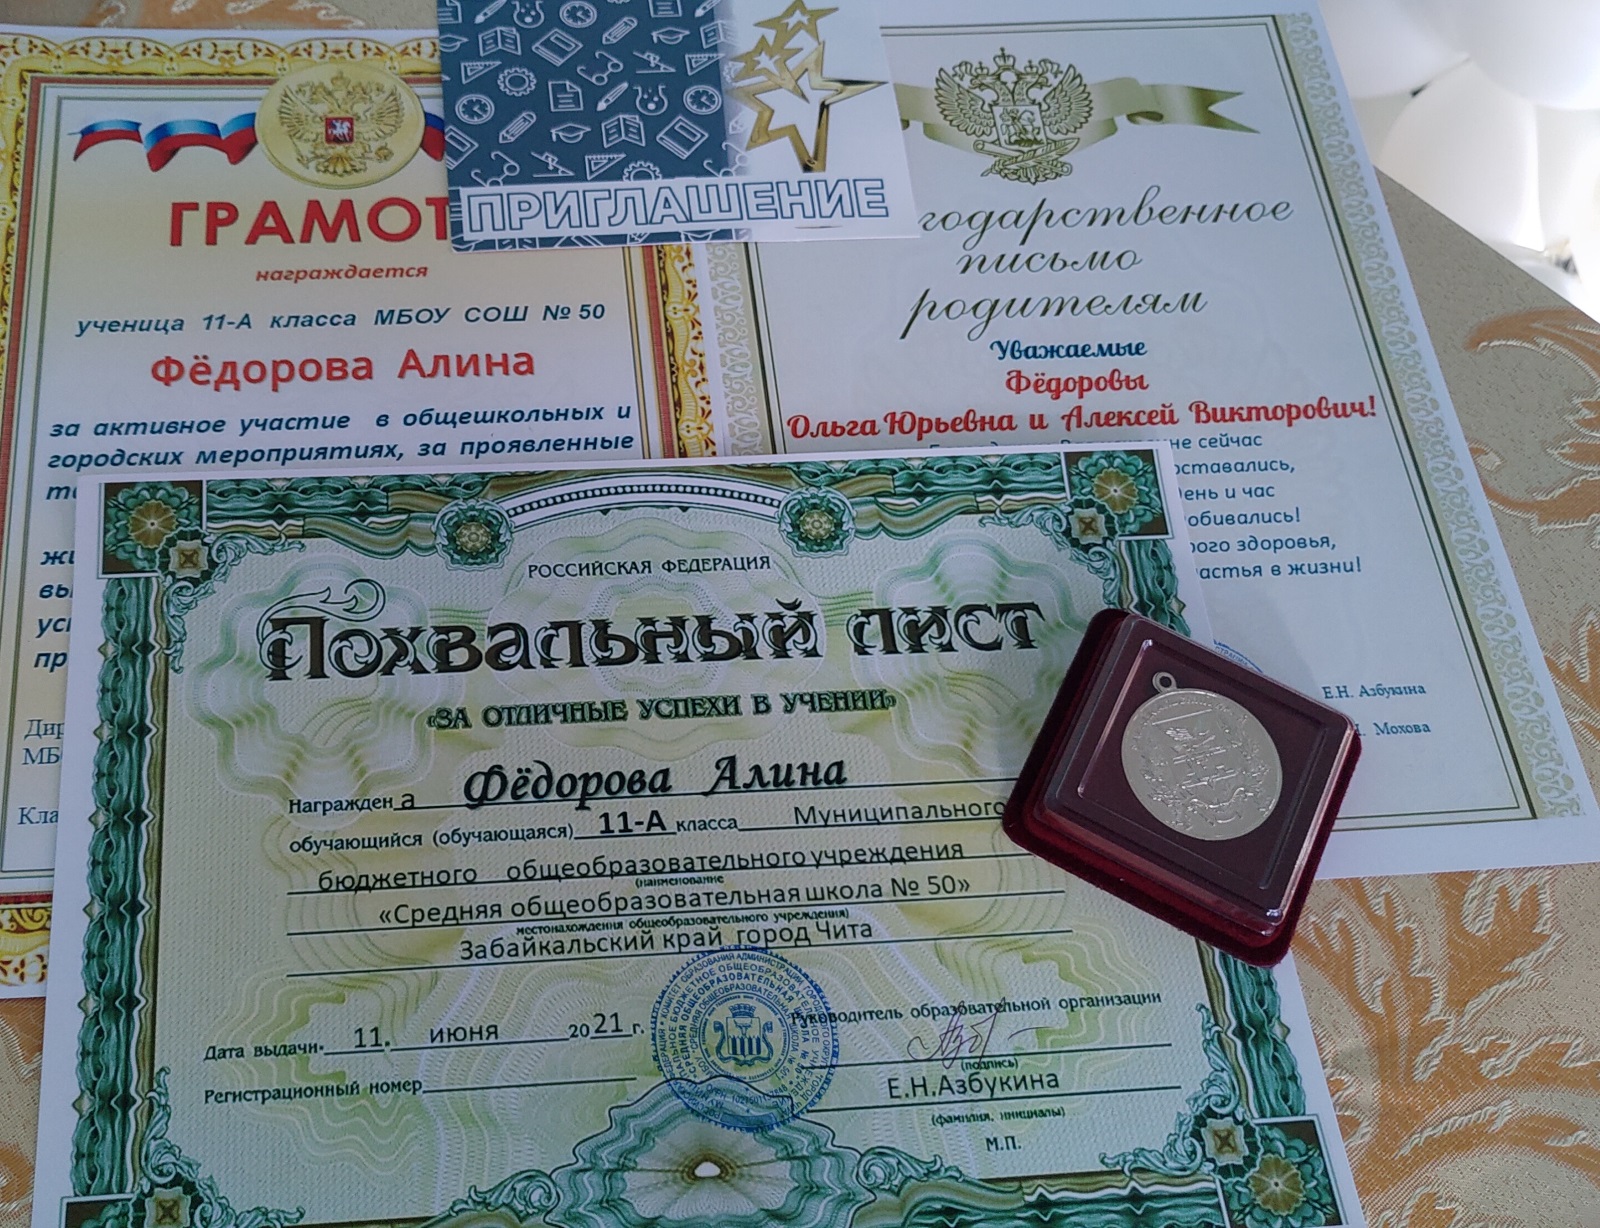 ПРИГЛАШЕНИЕ
ГРАМОТ
награждается
ученица 11-А класса МБОУ СОШ № 50
Фёдорова Алина
за активное участие в общешкольных и
городских мероприятиях, за проявленные
годарственное
письмо
родителям
Уважаемые
Фёдоровы
Ольга Юрьевна и Алексей Викторович!
не сейчас
оставались,
день и час
добивались!
рого здоровья,
частья в жизни!
Е.Н. Азбукина
Мохова
РОССИЙСКАЯ ФЕДЕРАЦИЯ
Похвальный лист
«ЗА ОТЛИЧНЫЕ УСПЕХИ В УЧЕНИИ»
Награжден а Фёдорова Алина
обучающийся (обучающаяся) 11-А класса Муниципального
бюджетного общеобразовательного учреждения
(наименование
«Средняя общеобразовательная школа № 50»
местонахождения общеобразовательного учреждения)
Забайкальский край город Чита
Руководитель образовательной организации
Дата выдачи 11. июня 2021 г.
(подпись)
Регистрационный номер
Е.Н.Азбукина
(фамилия, инициалы)
М.П.